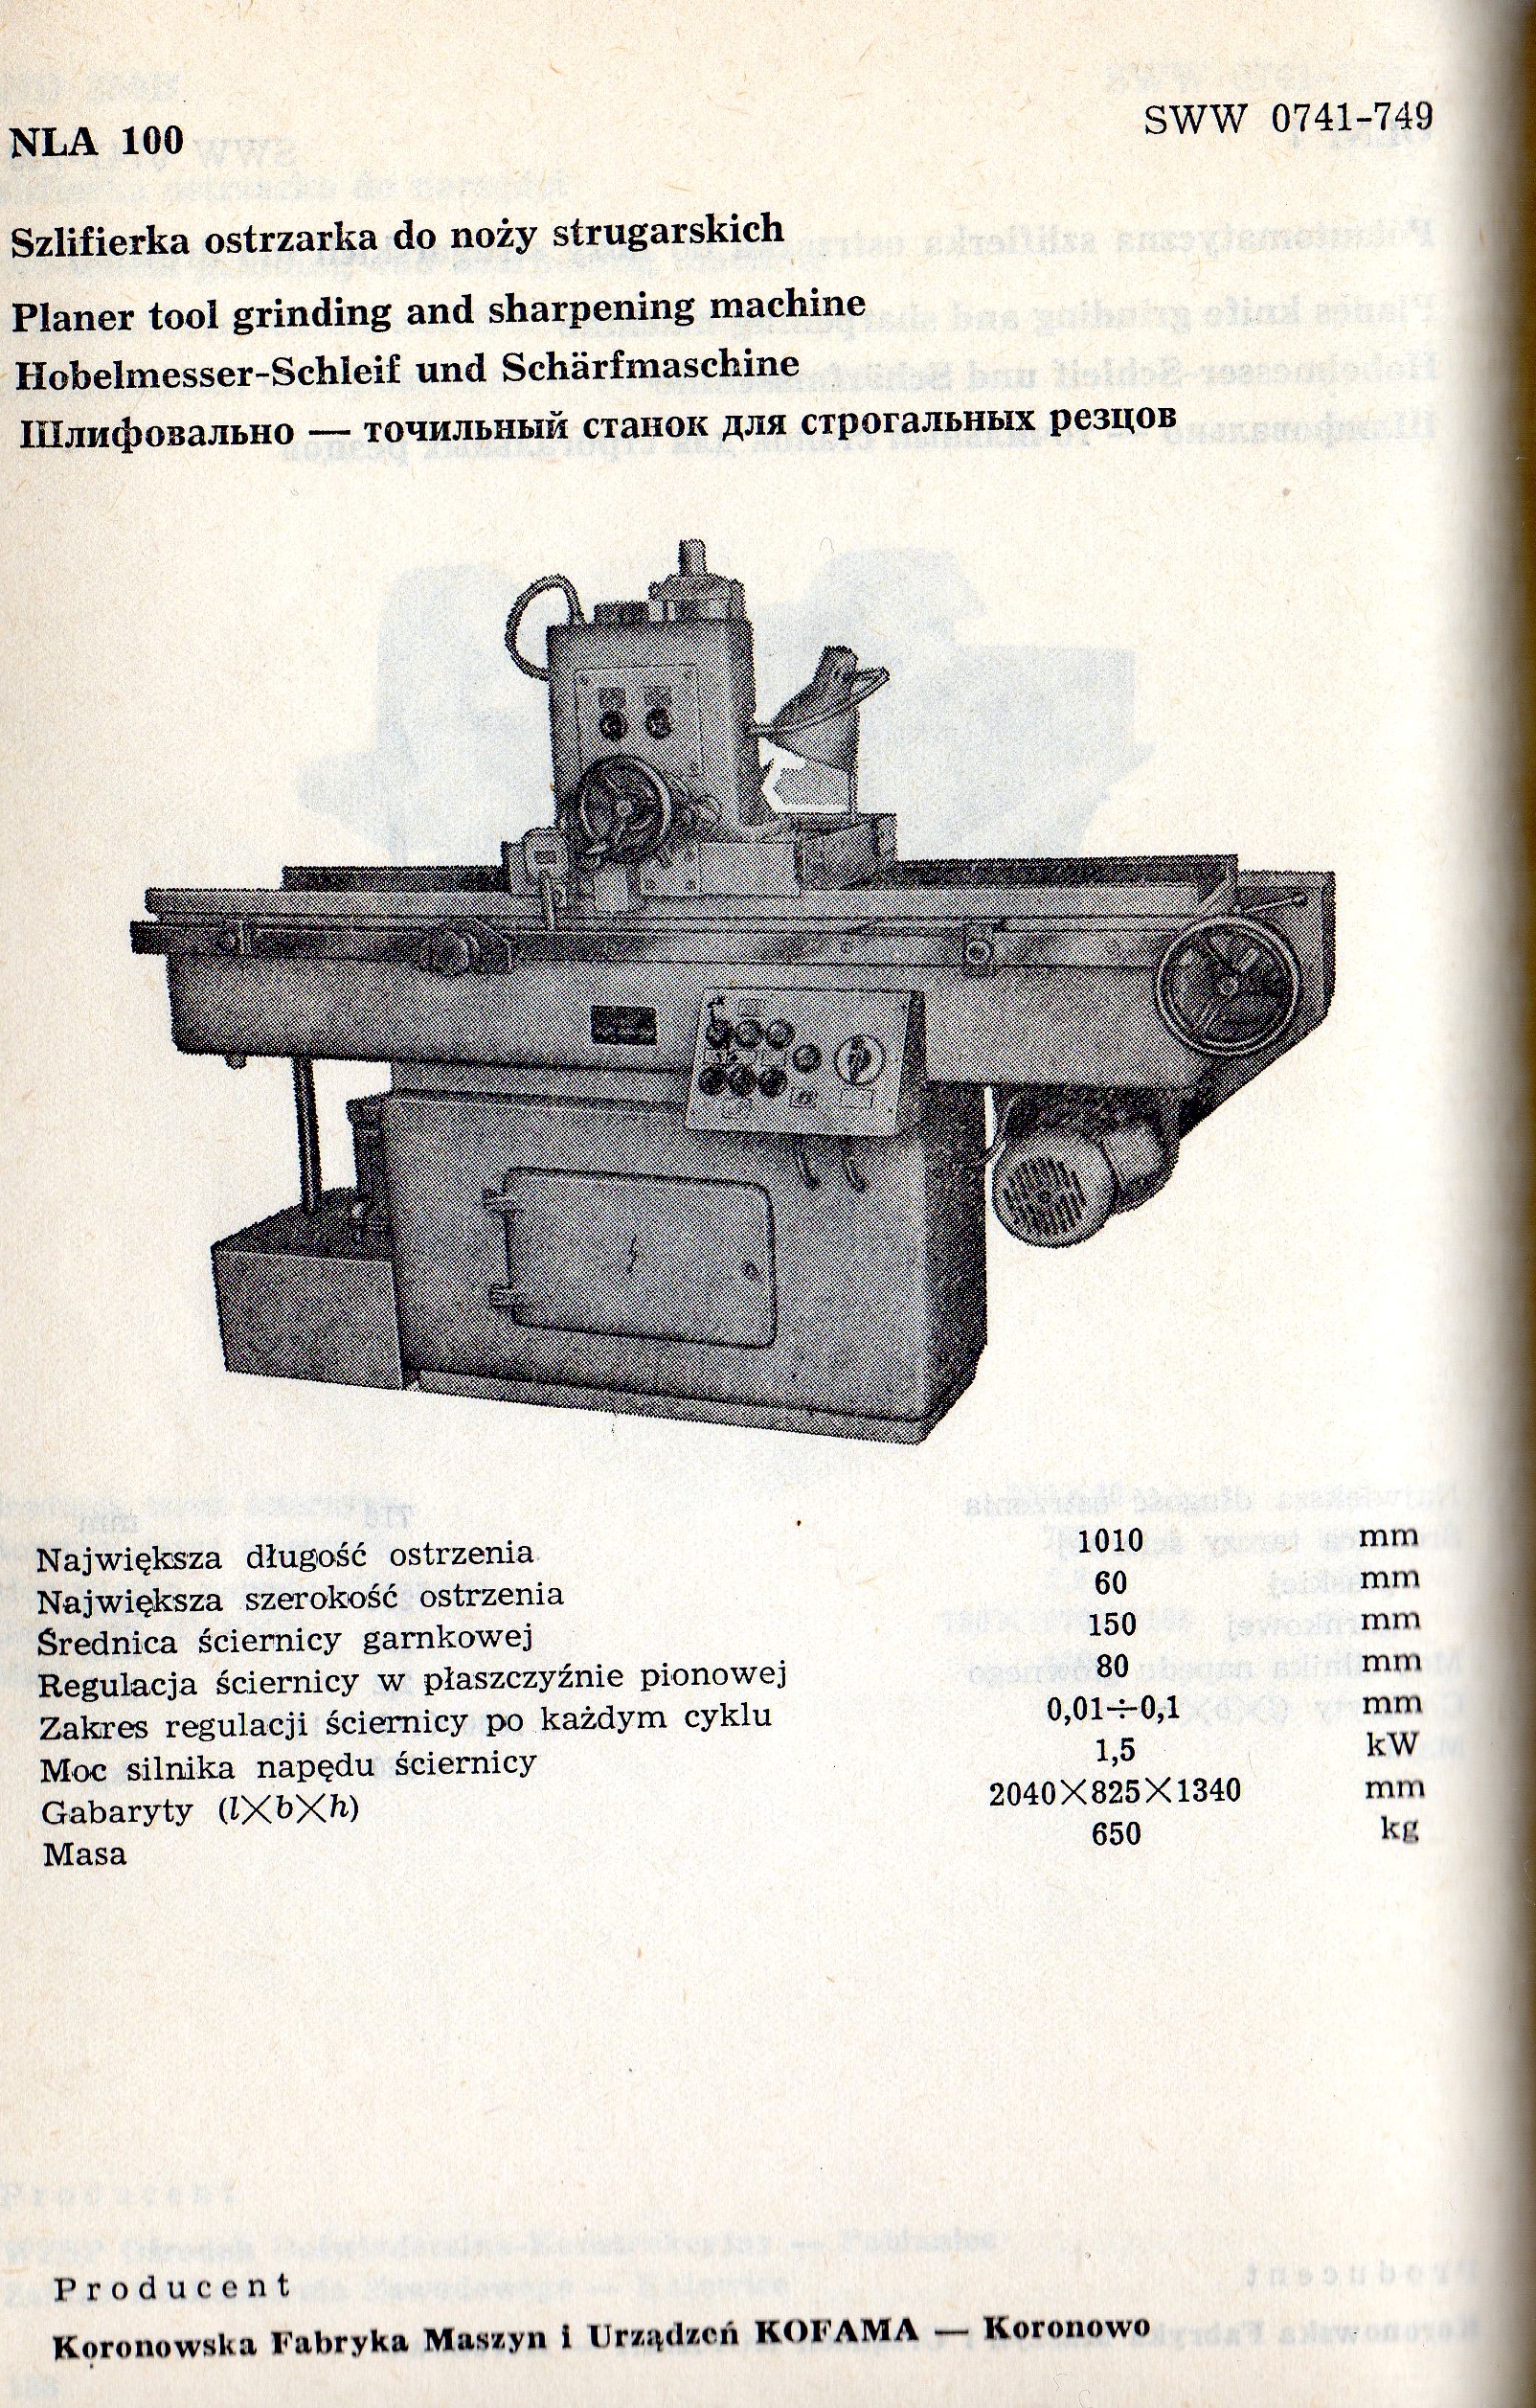 NLA 100
SWW 0741-749
Szlifierka ostrzarka do noży strugarskich
Planer tool grinding and sharpening machine
Hobelmesser-Schleif und Schärfmaschine
Шлифовально — точильный станок для строгальных резцов
Największa długość ostrzenia 1010 mm
Największa szerokość ostrzenia 60 mm
Średnica ściernicy garnkowej 150 mm
Regulacja ściernicy w płaszczyźnie pionowej 80 mm
Zakres regulacji ściernicy po każdym cyklu 0,01÷0,1 mm
Moc silnika napędu ściernicy 1,5 kW
Gabaryty (l×b×h) 2040×825×1340 mm
Masa 650 kg
Producent
Koronowska Fabryka Maszyn i Urządzeń KOFAMA — Koronowo